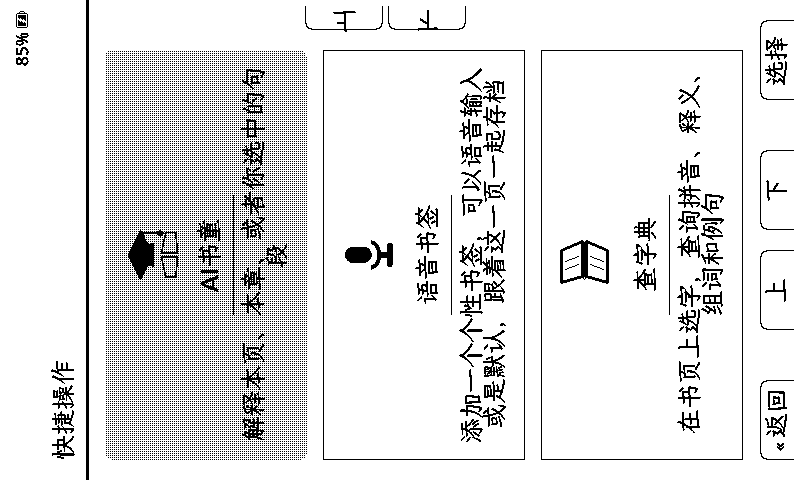 快捷操作
85%
AI书童
解释本页、本章、或者你选中的句
段
语音书签
添加一个个性书签，可以语音输入
或是默认，跟着这一页一起存档
查字典
在书页上选字，查询拼音、释义、
组词和例句
«返回
上
下
选择